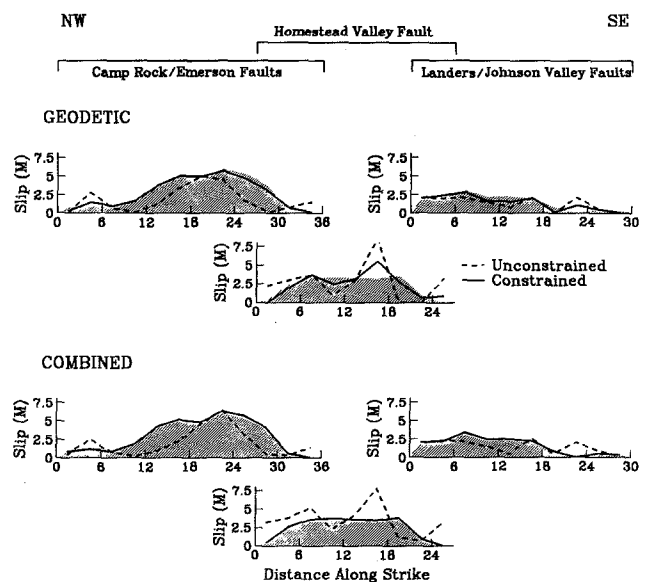 NW SE
Homestead Valley Fault
Camp Rock/Emerson Faults Landers/Johnson Valley Faults
GEODETIC
Slip (M) 7.5 5 2.5 0
0 6 12 18 24 30 36
Slip (M) 7.5 5 2.5 0
0 6 12 18 24 30
Slip (M) 7.5 5 2.5 0
0 6 12 18 24
Unconstrained
Constrained
COMBINED
Slip (M) 7.5 5 2.5 0
0 6 12 18 24 30 36
Slip (M) 7.5 5 2.5 0
0 6 12 18 24 30
Slip (M) 7.5 5 2.5 0
0 6 12 18 24
Distance Along Strike